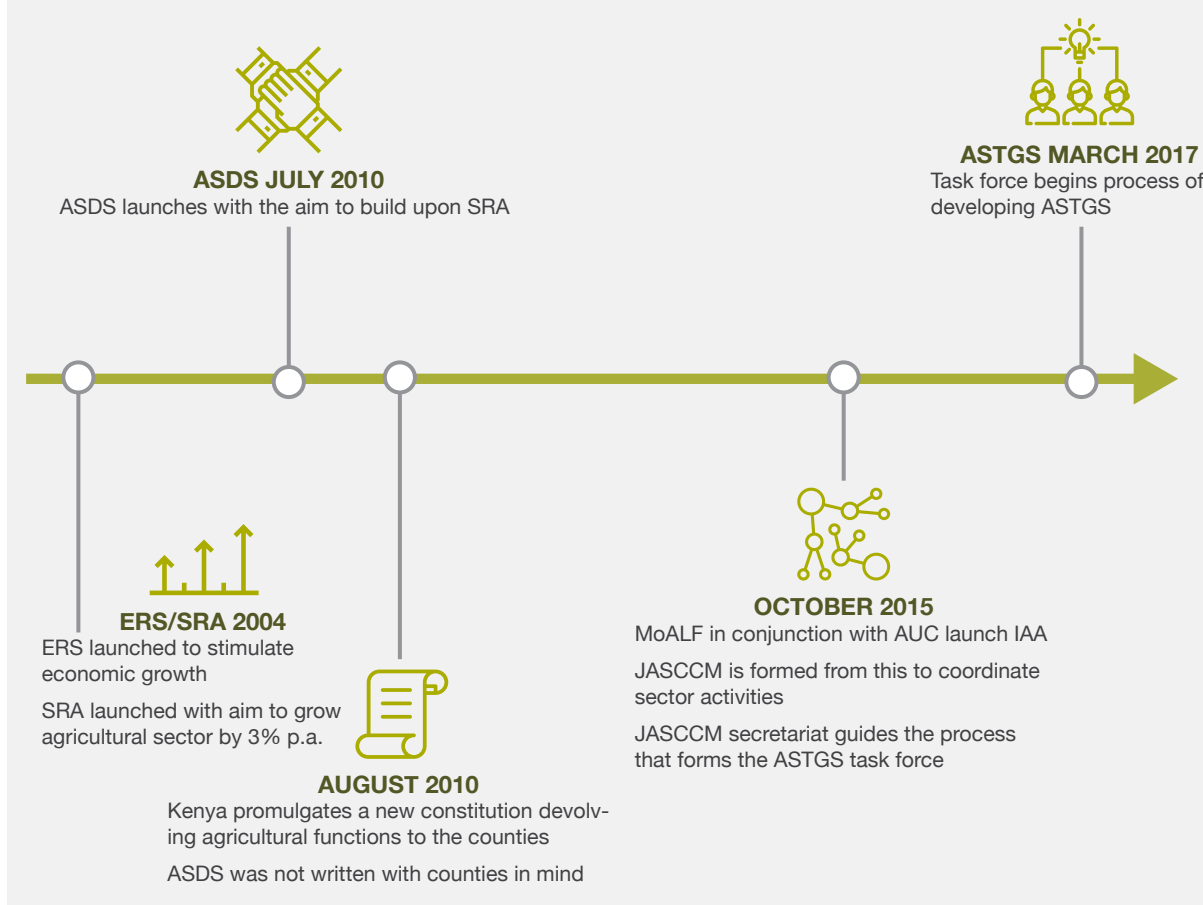 ASDS JULY 2010
ASDS launches with the aim to build upon SRA
ASTGS MARCH 2017
Task force begins process of
developing ASTGS
ERS/SRA 2004
ERS launched to stimulate
economic growth
SRA launched with aim to grow
agricultural sector by 3% p.a.
AUGUST 2010
Kenya promulgates a new constitution devolv-
ing agricultural functions to the counties
ASDS was not written with counties in mind
OCTOBER 2015
MoALF in conjunction with AUC launch IAA
JASCCM is formed from this to coordinate
sector activities
JASCCM secretariat guides the process
that forms the ASTGS task force